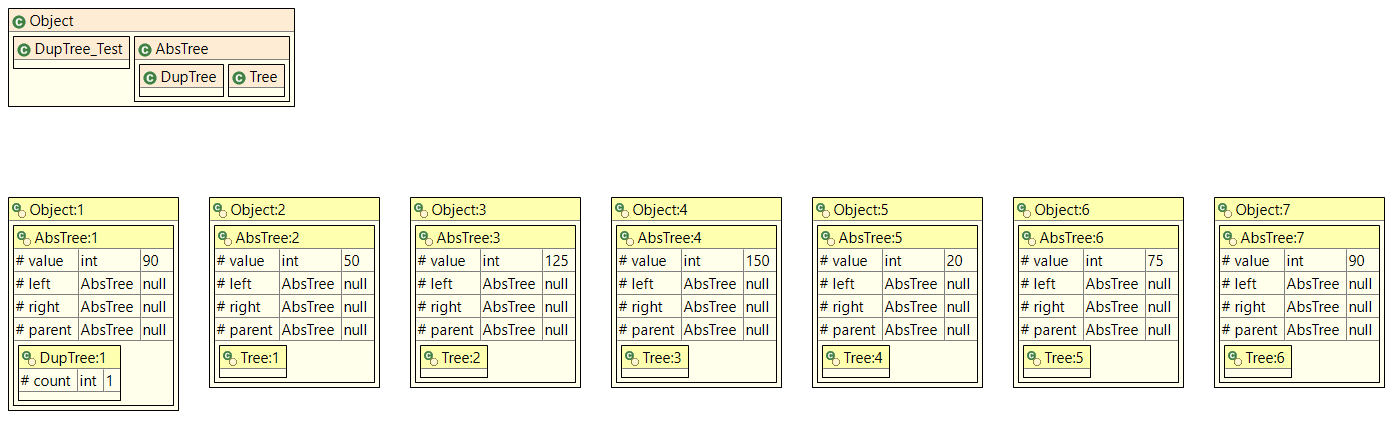 Object
DupTree_Test
AbsTree
DupTree
Tree
Object:1
AbsTree:1
# value int 90
# left AbsTree null
# right AbsTree null
# parent AbsTree null
DupTree:1
# count int 1
Object:2
AbsTree:2
# value int 50
# left AbsTree null
# right AbsTree null
# parent AbsTree null
Tree:1
Object:3
AbsTree:3
# value int 125
# left AbsTree null
# right AbsTree null
# parent AbsTree null
Tree:2
Object:4
AbsTree:4
# value int 150
# left AbsTree null
# right AbsTree null
# parent AbsTree null
Tree:3
Object:5
AbsTree:5
# value int 20
# left AbsTree null
# right AbsTree null
# parent AbsTree null
Tree:4
Object:6
AbsTree:6
# value int 75
# left AbsTree null
# right AbsTree null
# parent AbsTree null
Tree:5
Object:7
AbsTree:7
# value int 90
# left AbsTree null
# right AbsTree null
# parent AbsTree null
Tree:6